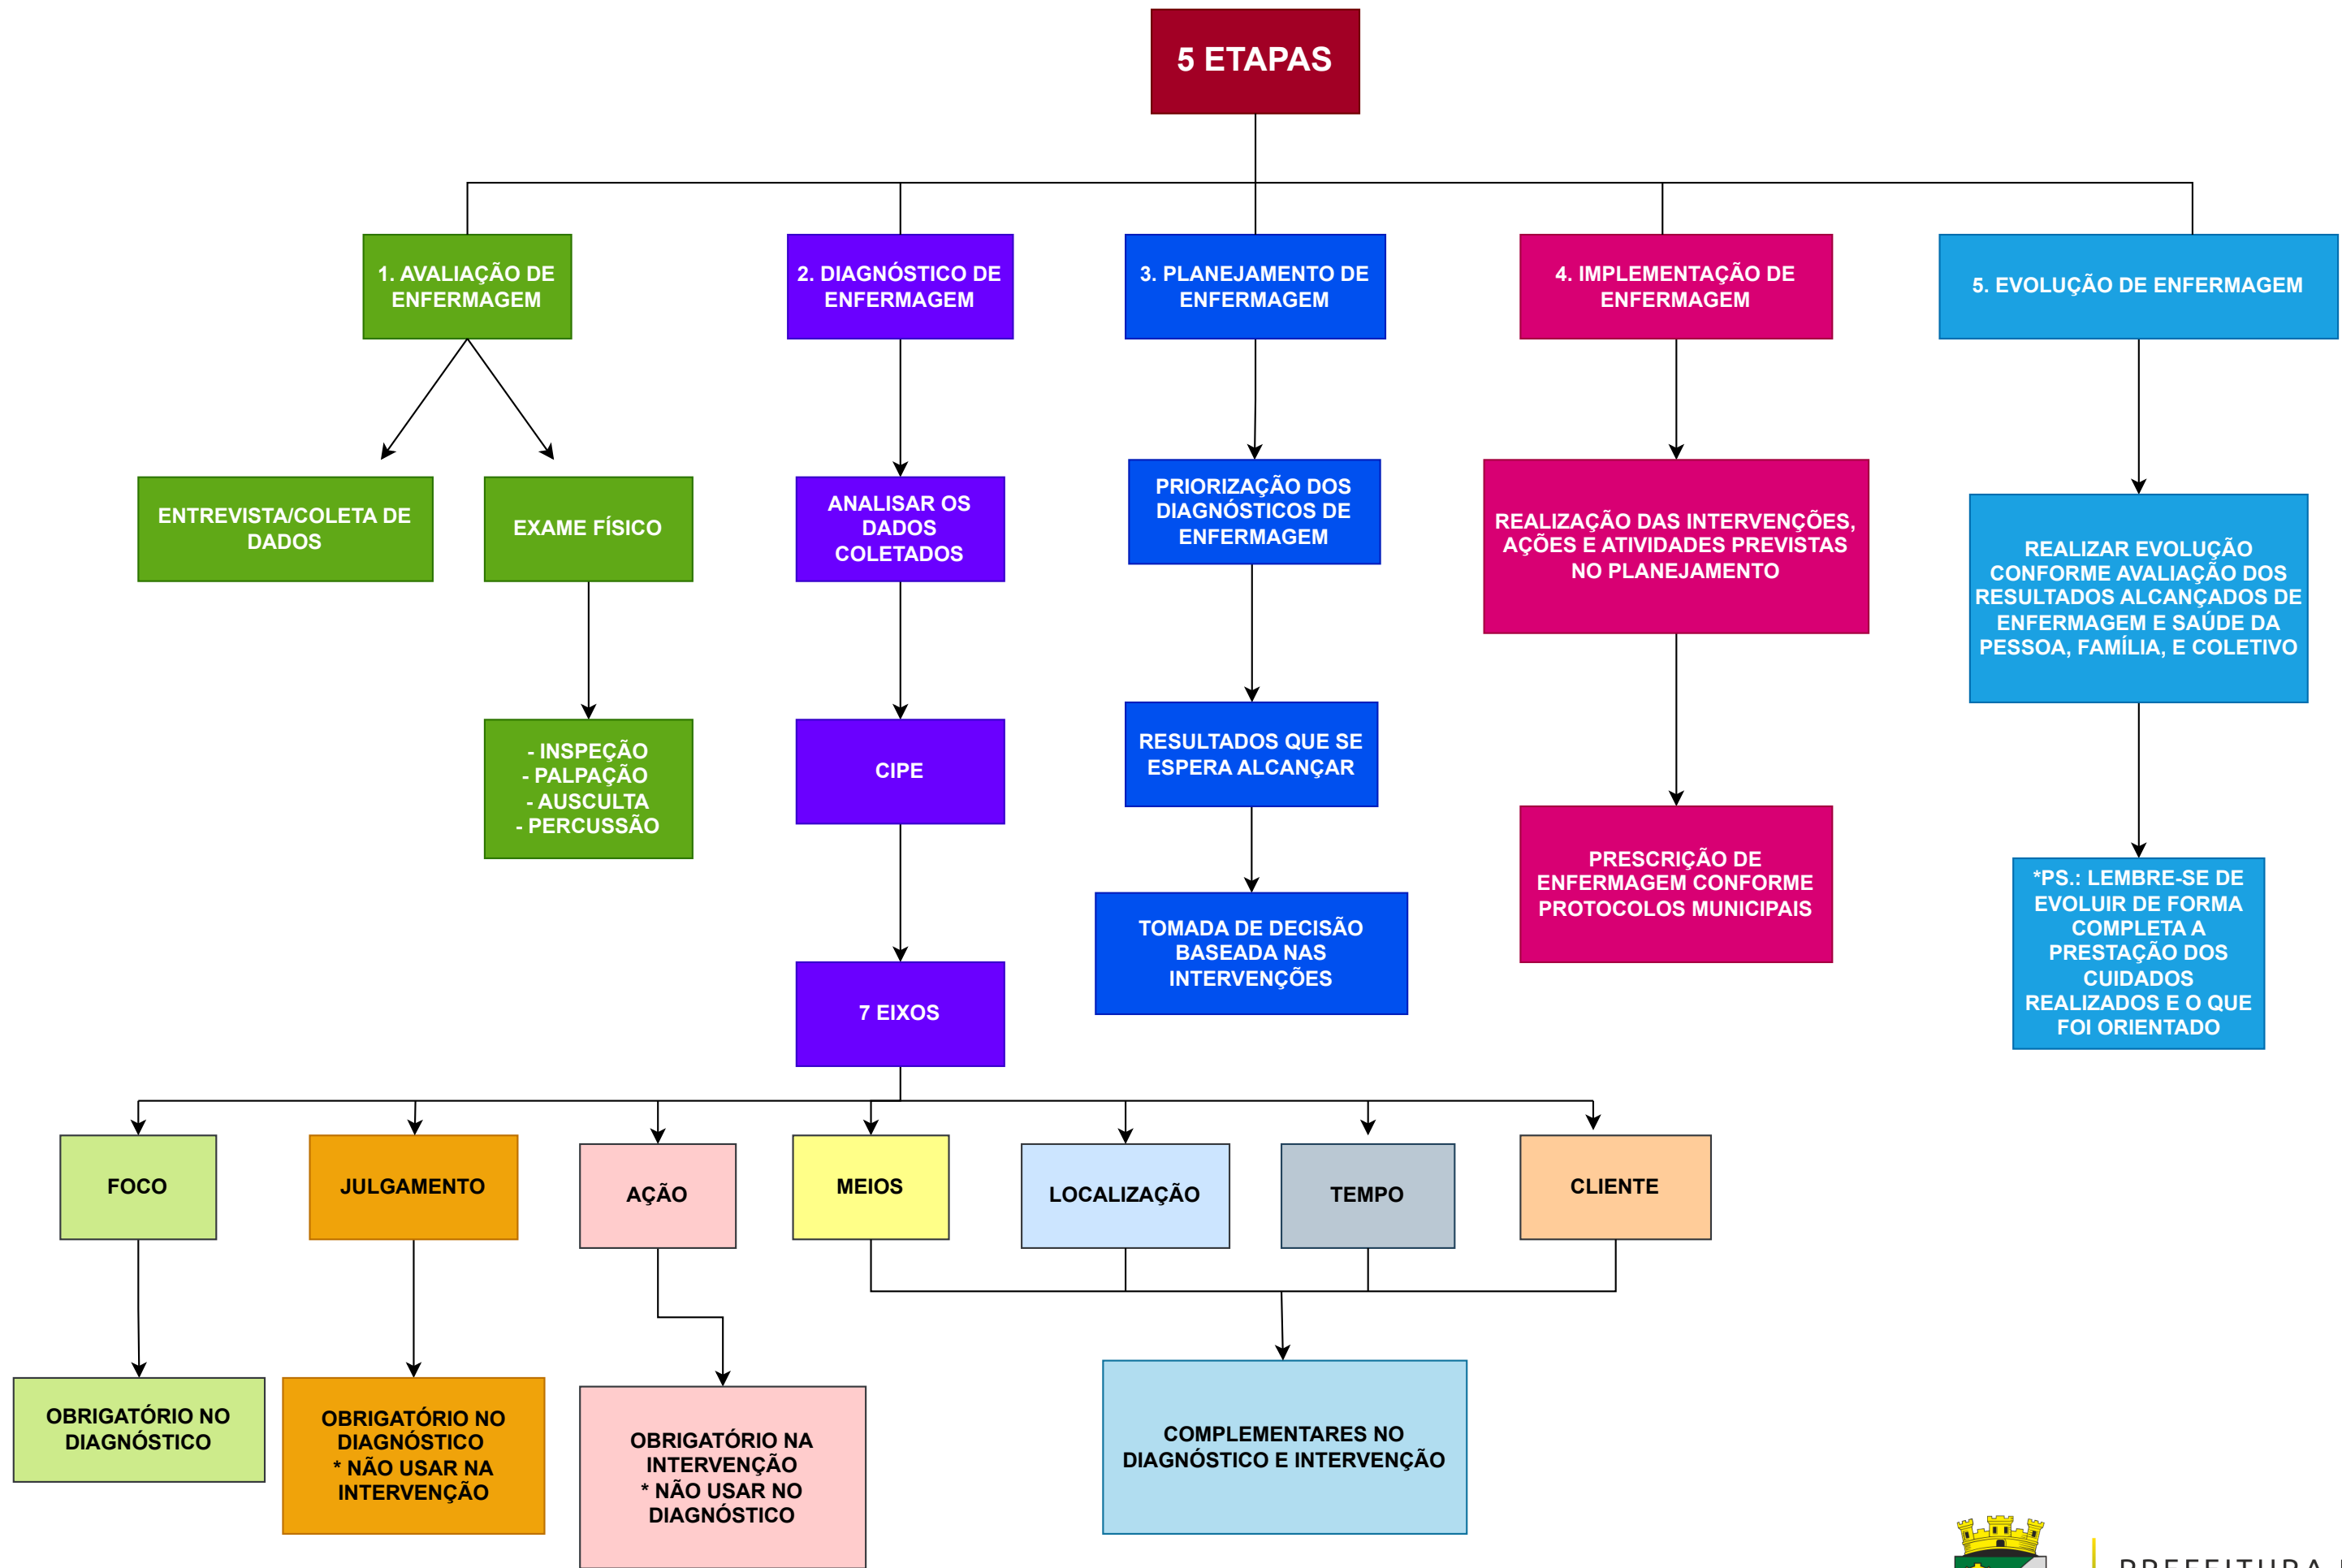 5 ETAPAS
1. AVALIAÇÃO DE
ENFERMAGEM
2. DIAGNÓSTICO DE
ENFERMAGEM
3. PLANEJAMENTO DE
ENFERMAGEM
4. IMPLEMENTAÇÃO DE
ENFERMAGEM
5. EVOLUÇÃO DE ENFERMAGEM
ENTREVISTA/COLETA DE
DADOS
EXAME FÍSICO
- INSPEÇÃO
- PALPAÇÃO
- AUSCULTA
- PERCUSSÃO
ANALISAR OS
DADOS
COLETADOS
CIPE
7 EIXOS
PRIORIZAÇÃO DOS
DIAGNÓSTICOS DE
ENFERMAGEM
RESULTADOS QUE SE
ESPERA ALCANÇAR
TOMADA DE DECISÃO
BASEADA NAS
INTERVENÇÕES
REALIZAÇÃO DAS INTERVENÇÕES,
AÇÕES E ATIVIDADES PREVISTAS
NO PLANEJAMENTO
PRESCRIÇÃO DE
ENFERMAGEM CONFORME
PROTOCOLOS MUNICIPAIS
REALIZAR EVOLUÇÃO
CONFORME AVALIAÇÃO DOS
RESULTADOS ALCANÇADOS DE
ENFERMAGEM E SAÚDE DA
PESSOA, FAMÍLIA, E COLETIVO
*PS.: LEMBRE-SE DE
EVOLUIR DE FORMA
COMPLETA A
PRESTAÇÃO DOS
CUIDADOS
REALIZADOS E O QUE
FOI ORIENTADO
FOCO
JULGAMENTO
AÇÃO
MEIOS
LOCALIZAÇÃO
TEMPO
CLIENTE
OBRIGATÓRIO NO
DIAGNÓSTICO
OBRIGATÓRIO NO
DIAGNÓSTICO
* NÃO USAR NA
INTERVENÇÃO
OBRIGATÓRIO NA
INTERVENÇÃO
* NÃO USAR NO
DIAGNÓSTICO
COMPLEMENTARES NO
DIAGNÓSTICO E INTERVENÇÃO
PREFEITURA